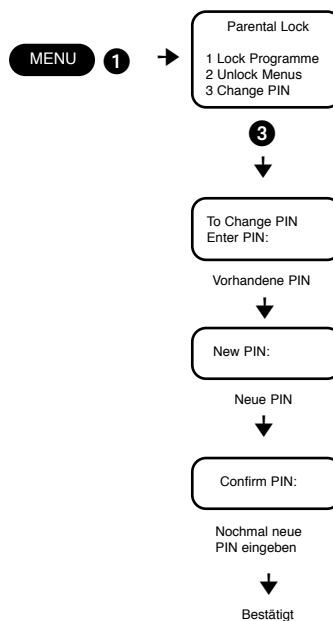 MENU 1
Parental Lock
1 Lock Programme
2 Unlock Menus
3 Change PIN
3
To Change PIN
Enter PIN:
Vorhandene PIN
New PIN:
Neue PIN
Confirm PIN:
Nochmal neue
PIN eingeben
Bestätigt